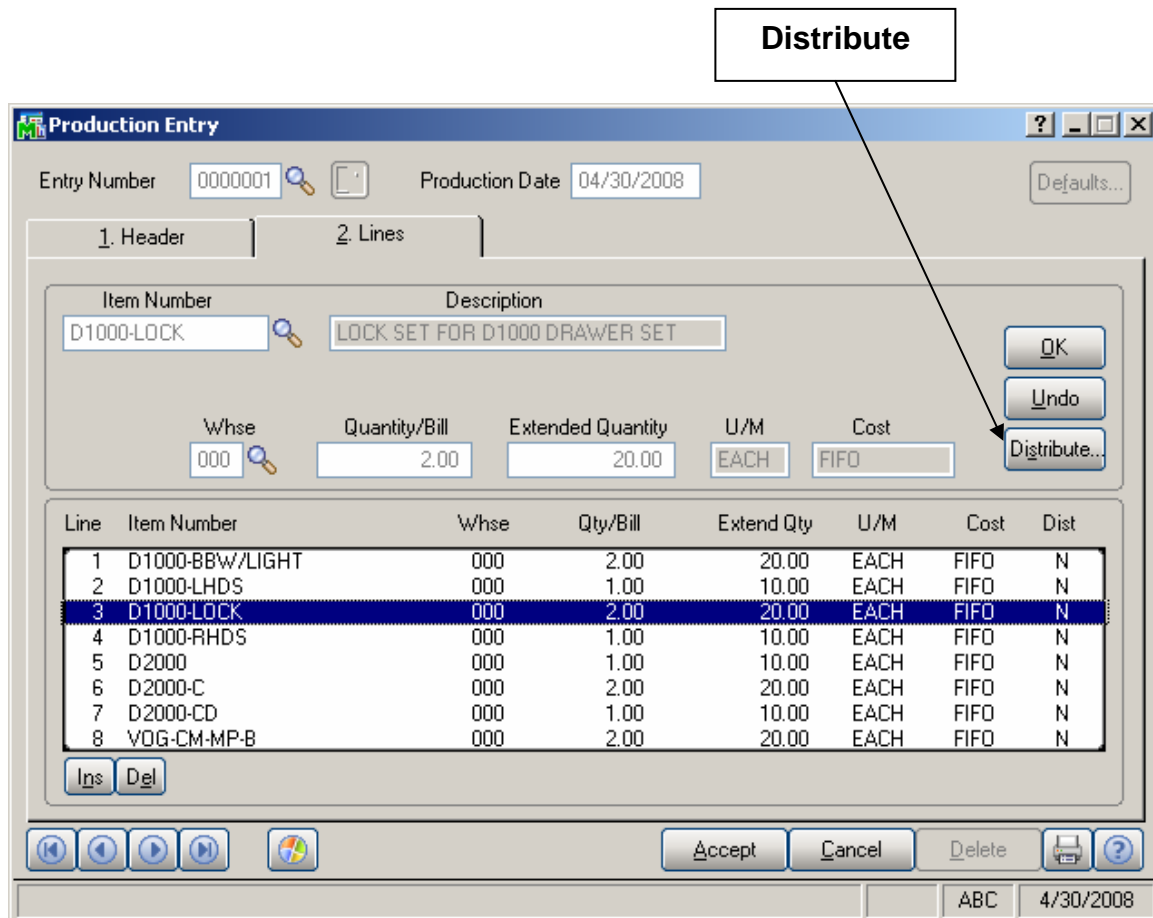 Distribute
Production Entry
Entry Number 0000001 Production Date 04/30/2008 Defaults...
1. Header 2. Lines
Item Number Description
D1000-LOCK LOCK SET FOR D1000 DRAWER SET
OK
Undo
Whse Quantity/Bill Extended Quantity U/M Cost
000 2.00 20.00 EACH FIFO Distribute...
Line Item Number Whse Qty/Bill Extend Qty U/M Cost Dist
1 D1000-BBW/LIGHT 000 2.00 20.00 EACH FIFO N
2 D1000-LHDS 000 1.00 10.00 EACH FIFO N
3 D1000-LOCK 000 2.00 20.00 EACH FIFO N
4 D1000-RHDS 000 1.00 10.00 EACH FIFO N
5 D2000 000 1.00 10.00 EACH FIFO N
6 D2000-C 000 2.00 20.00 EACH FIFO N
7 D2000-CD 000 1.00 10.00 EACH FIFO N
8 VOG-CM-MP-B 000 2.00 20.00 EACH FIFO N
Ins Del
Accept Cancel Delete
ABC 4/30/2008